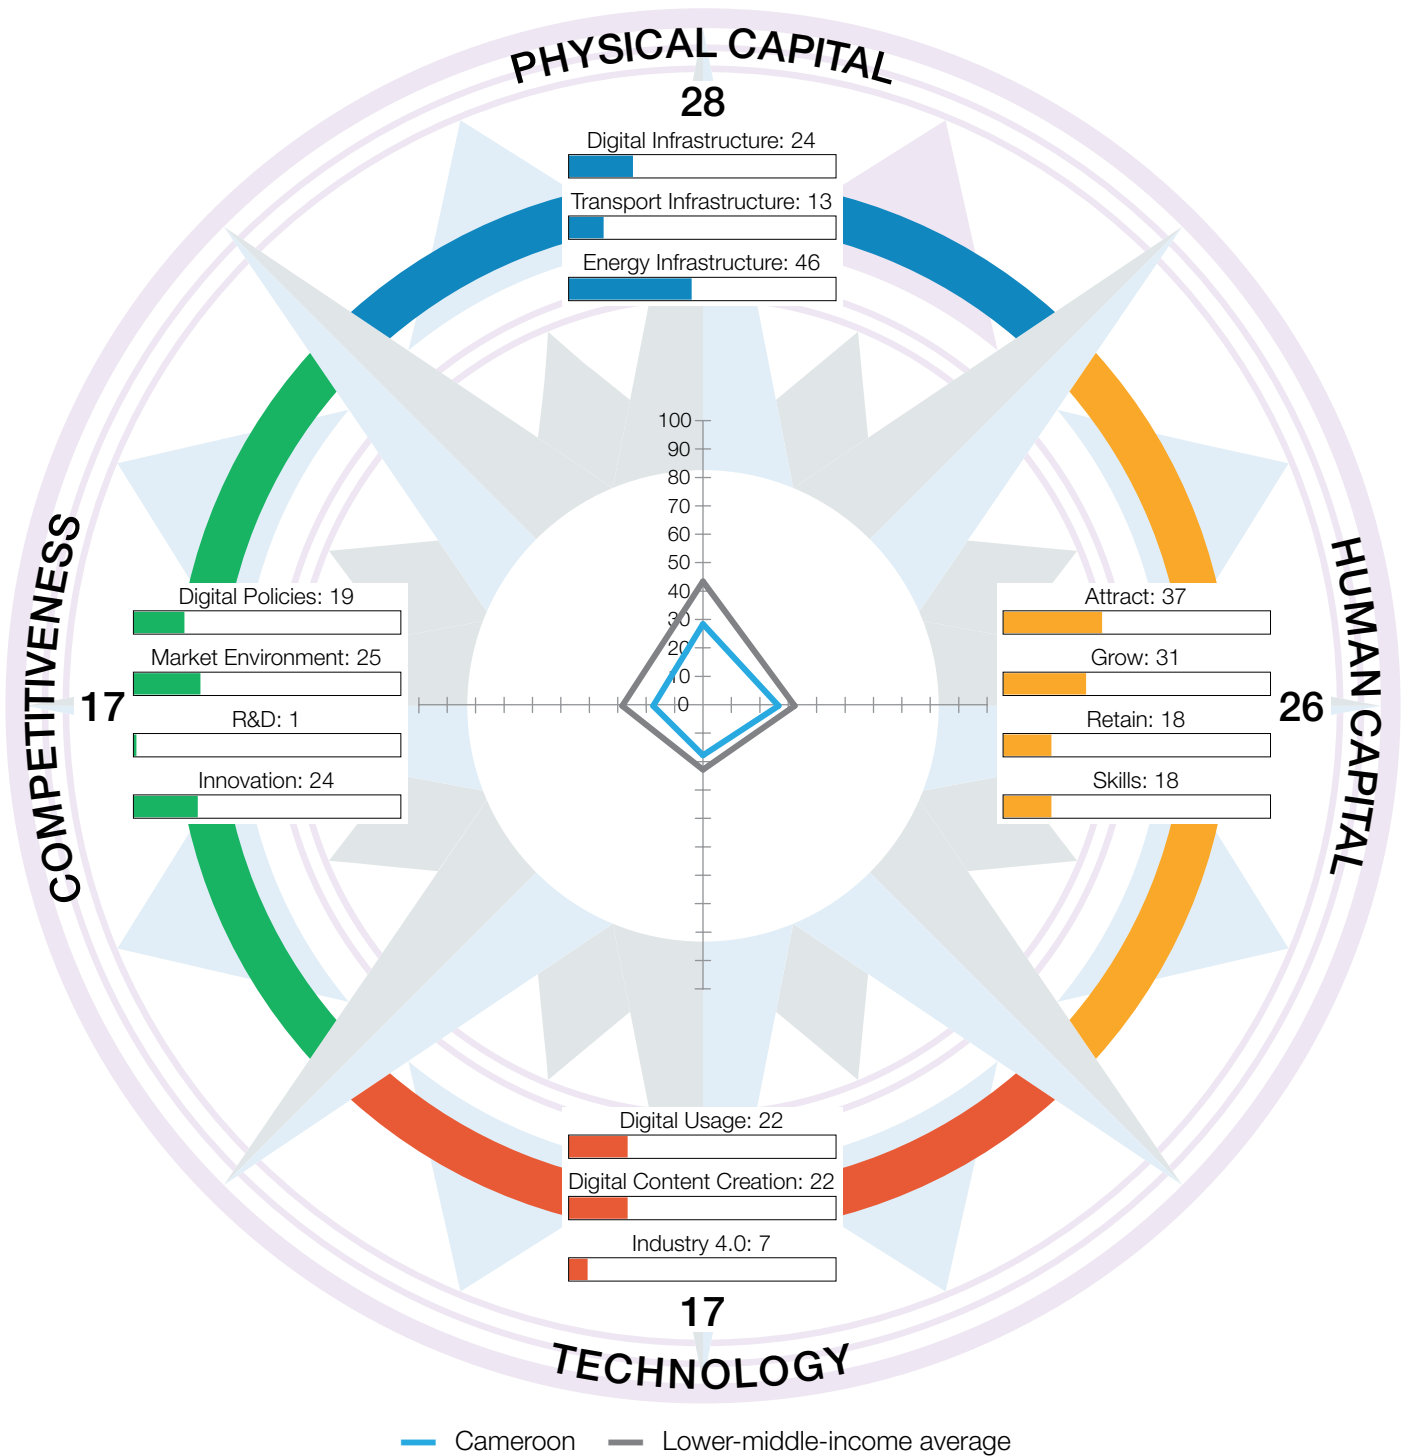 PHYSICAL CAPITAL
28
Digital Infrastructure: 24
Transport Infrastructure: 13
Energy Infrastructure: 46
100
90
80
70
60
50
40
30
20
10
0
COMPETITIVENESS
17
Digital Policies: 19
Market Environment: 25
R&D: 1
Innovation: 24
HUMAN CAPITAL
26
Attract: 37
Grow: 31
Retain: 18
Skills: 18
Digital Usage: 22
Digital Content Creation: 22
Industry 4.0: 7
17
TECHNOLOGY
Cameroon
Lower-middle-income average